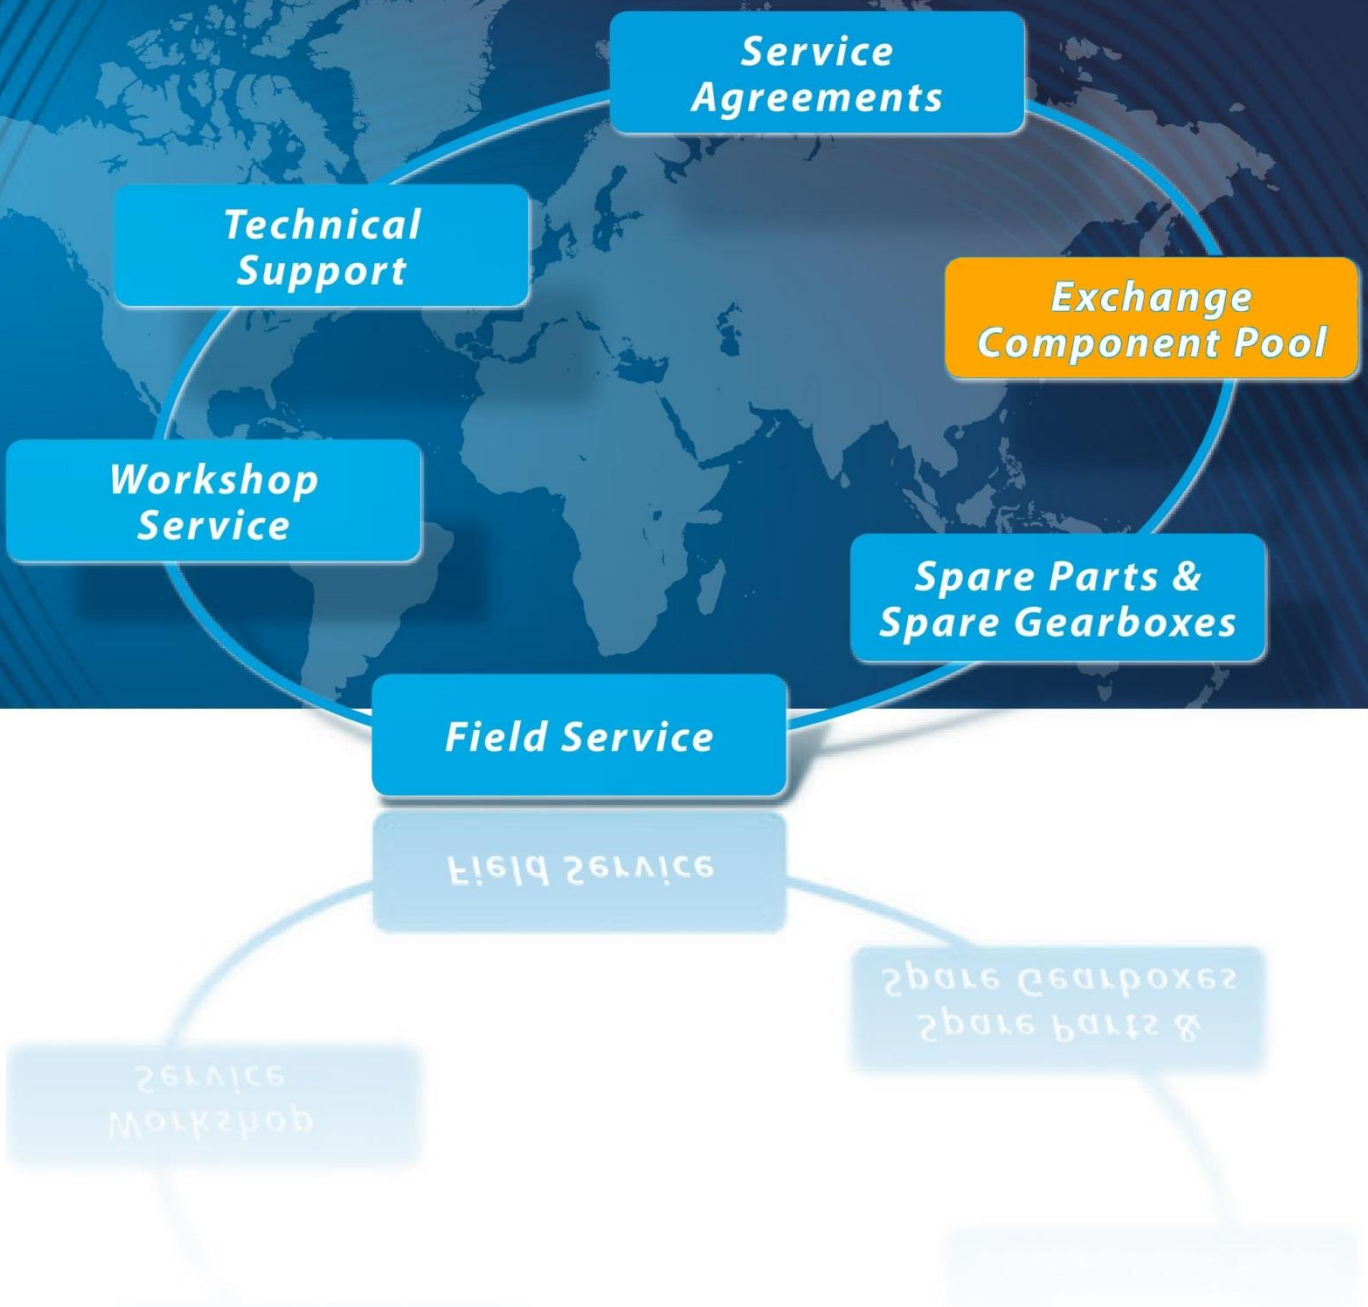 Service
Agreements
Technical
Support
Exchange
Component Pool
Workshop
Service
Spare Parts &
Spare Gearboxes
Field Service
Field Service
Spare Gearboxes
Spare Parts &
Service
Workshop